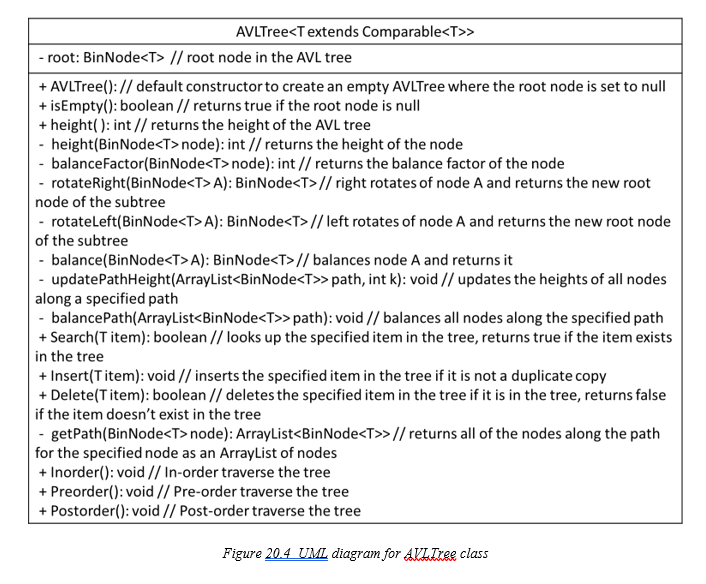 AVLTree<T extends Comparable<T>>
- root: BinNode<T> // root node in the AVL tree
+ AVLTree(): // default constructor to create an empty AVLTree where the root node is set to null
+ isEmpty(): boolean // returns true if the root node is null
+ height( ): int // returns the height of the AVL tree
- height(BinNode<T> node): int // returns the height of the node
- balanceFactor(BinNode<T> node): int // returns the balance factor of the node
- rotateRight(BinNode<T> A): BinNode<T> // right rotates of node A and returns the new root
node of the subtree
- rotateLeft(BinNode<T> A): BinNode<T> // left rotates of node A and returns the new root node
of the subtree
- balance(BinNode<T> A): BinNode<T> // balances node A and returns it
- updatePathHeight(ArrayList<BinNode<T>> path, int k): void // updates the heights of all nodes
along a specified path
- balancePath(ArrayList<BinNode<T>> path): void // balances all nodes along the specified path
+ Search(T item): boolean // looks up the specified item in the tree, returns true if the item exists
in the tree
+ Insert(T item): void // inserts the specified item in the tree if it is not a duplicate copy
+ Delete(T item): boolean // deletes the specified item in the tree if it is in the tree, returns false
if the item doesn't exist in the tree
- getPath(BinNode<T> node): ArrayList<BinNode<T>> // returns all of the nodes along the path
for the specified node as an ArrayList of nodes
+ Inorder(): void // In-order traverse the tree
+ Preorder(): void // Pre-order traverse the tree
+ Postorder(): void // Post-order traverse the tree
Figure 20.4 UML diagram for AVLTree class